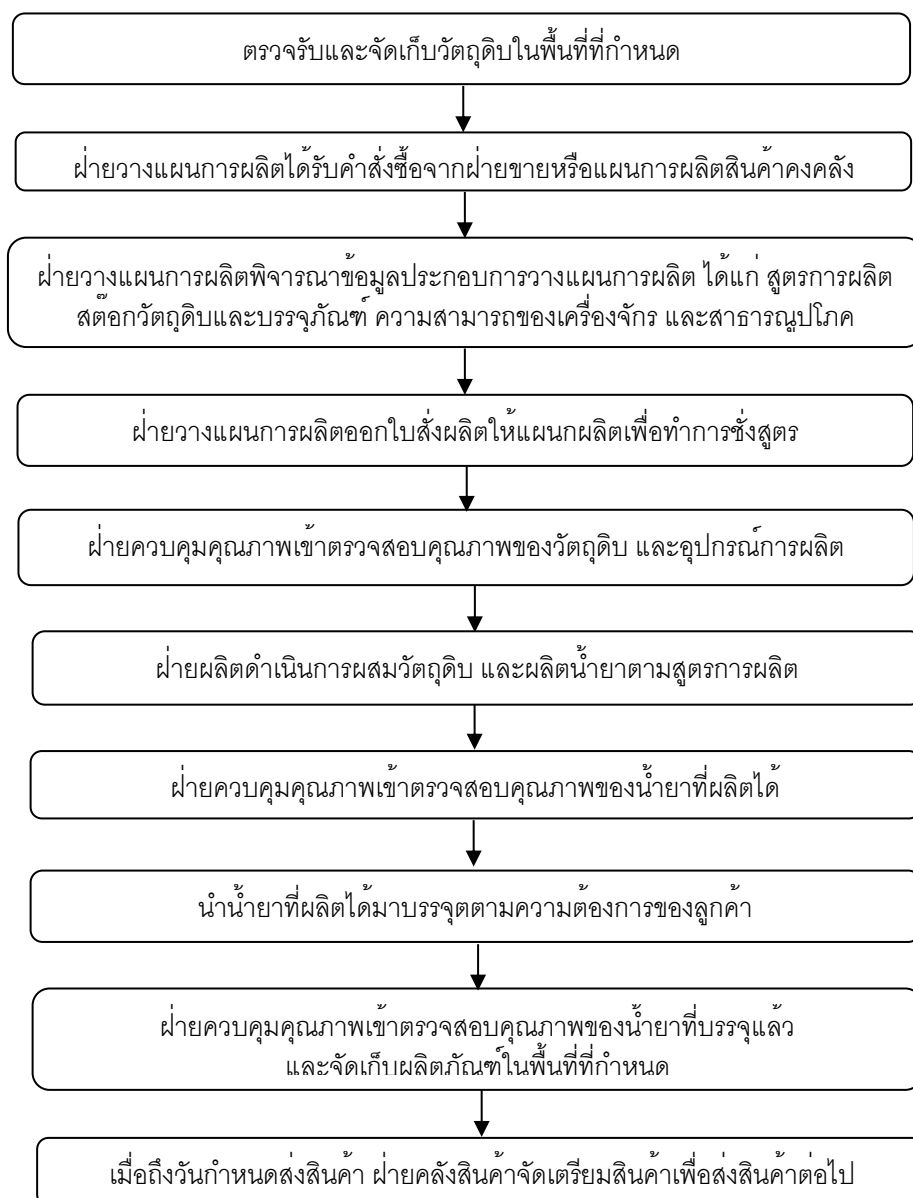 ตรวจรับและจัดเก็บวัตถุดิบในพื้นที่ที่กำหนด
ฝ่ายวางแผนการผลิตได้รับคำสั่งซื้อจากฝ่ายขายหรือแผนการผลิตสินค้าคงคลัง
ฝ่ายวางแผนการผลิตพิจารณาข้อมูลประกอบการวางแผนการผลิต ได้แก่ สูตรการผลิต
สต๊อกวัตถุดิบและบรรจุภัณฑ์ ความสามารถของเครื่องจักร และสาธารณูปโภค
ฝ่ายวางแผนการผลิตออกใบสั่งผลิตให้แผนกผลิตเพื่อทำการชั่งสูตร
ฝ่ายควบคุมคุณภาพเข้าตรวจสอบคุณภาพของวัตถุดิบ และอุปกรณ์การผลิต
ฝ่ายผลิตดำเนินการผสมวัตถุดิบ และผลิตน้ำยาตามสูตรการผลิต
ฝ่ายควบคุมคุณภาพเข้าตรวจสอบคุณภาพของน้ำยาที่ผลิตได้
นำน้ำยาที่ผลิตได้มาบรรจุตตามความต้องการของลูกค้า
ฝ่ายควบคุมคุณภาพเข้าตรวจสอบคุณภาพของน้ำยาที่บรรจุแล้ว
และจัดเก็บผลิตภัณฑ์ในพื้นที่ที่กำหนด
เมื่อถึงวันกำหนดส่งสินค้า ฝ่ายคลังสินค้าจัดเตรียมสินค้าเพื่อส่งสินค้าต่อไป